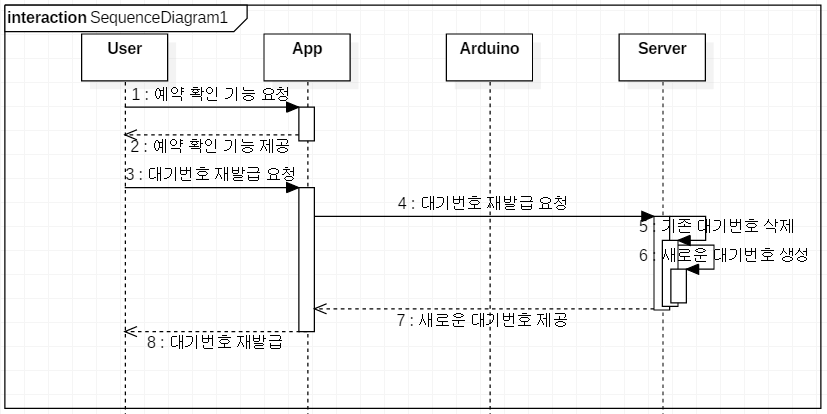 interaction SequenceDiagram1
User
App
Arduino
Server
1 : 예약 확인 기능 요청
2 : 예약 확인 기능 제공
3 : 대기번호 재발급 요청
4 : 대기번호 재발급 요청
5 : 기존 대기번호 삭제
6 : 새로운 대기번호 생성
7 : 새로운 대기번호 제공
8 : 대기번호 재발급